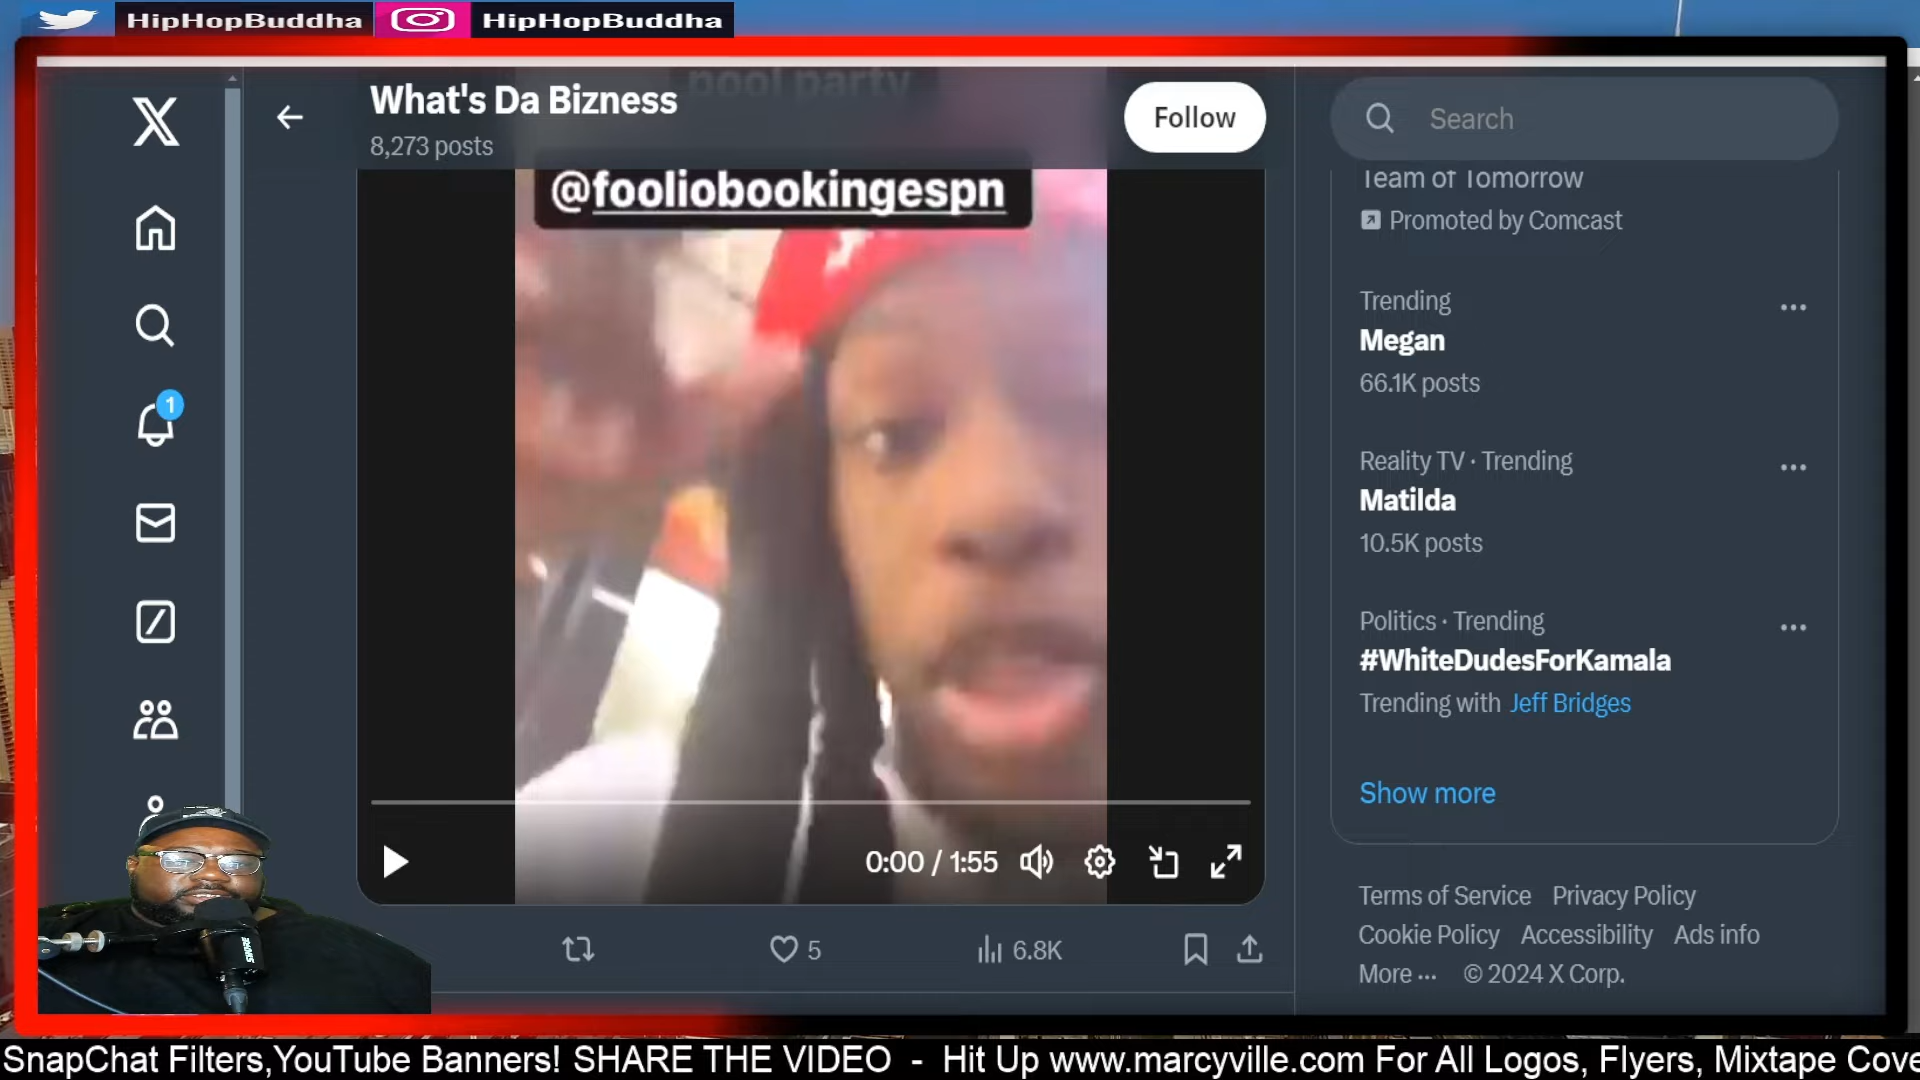 HipHopBuddha HipHopBuddha
What's Da Bizness
8,273 posts
Follow
Search
pool party
@fooliobookingespn
Team of Tomorrow
Promoted by Comcast
Trending
Megan
66.1K posts
Reality TV · Trending
Matilda
10.5K posts
Politics · Trending
#WhiteDudesForKamala
Trending with Jeff Bridges
Show more
1
0:00 / 1:55
5
6.8K
Terms of Service Privacy Policy
Cookie Policy Accessibility Ads info
More ··· © 2024 X Corp.
SnapChat Filters,YouTube Banners! SHARE THE VIDEO - Hit Up www.marcyville.com For All Logos, Flyers, Mixtape Cove